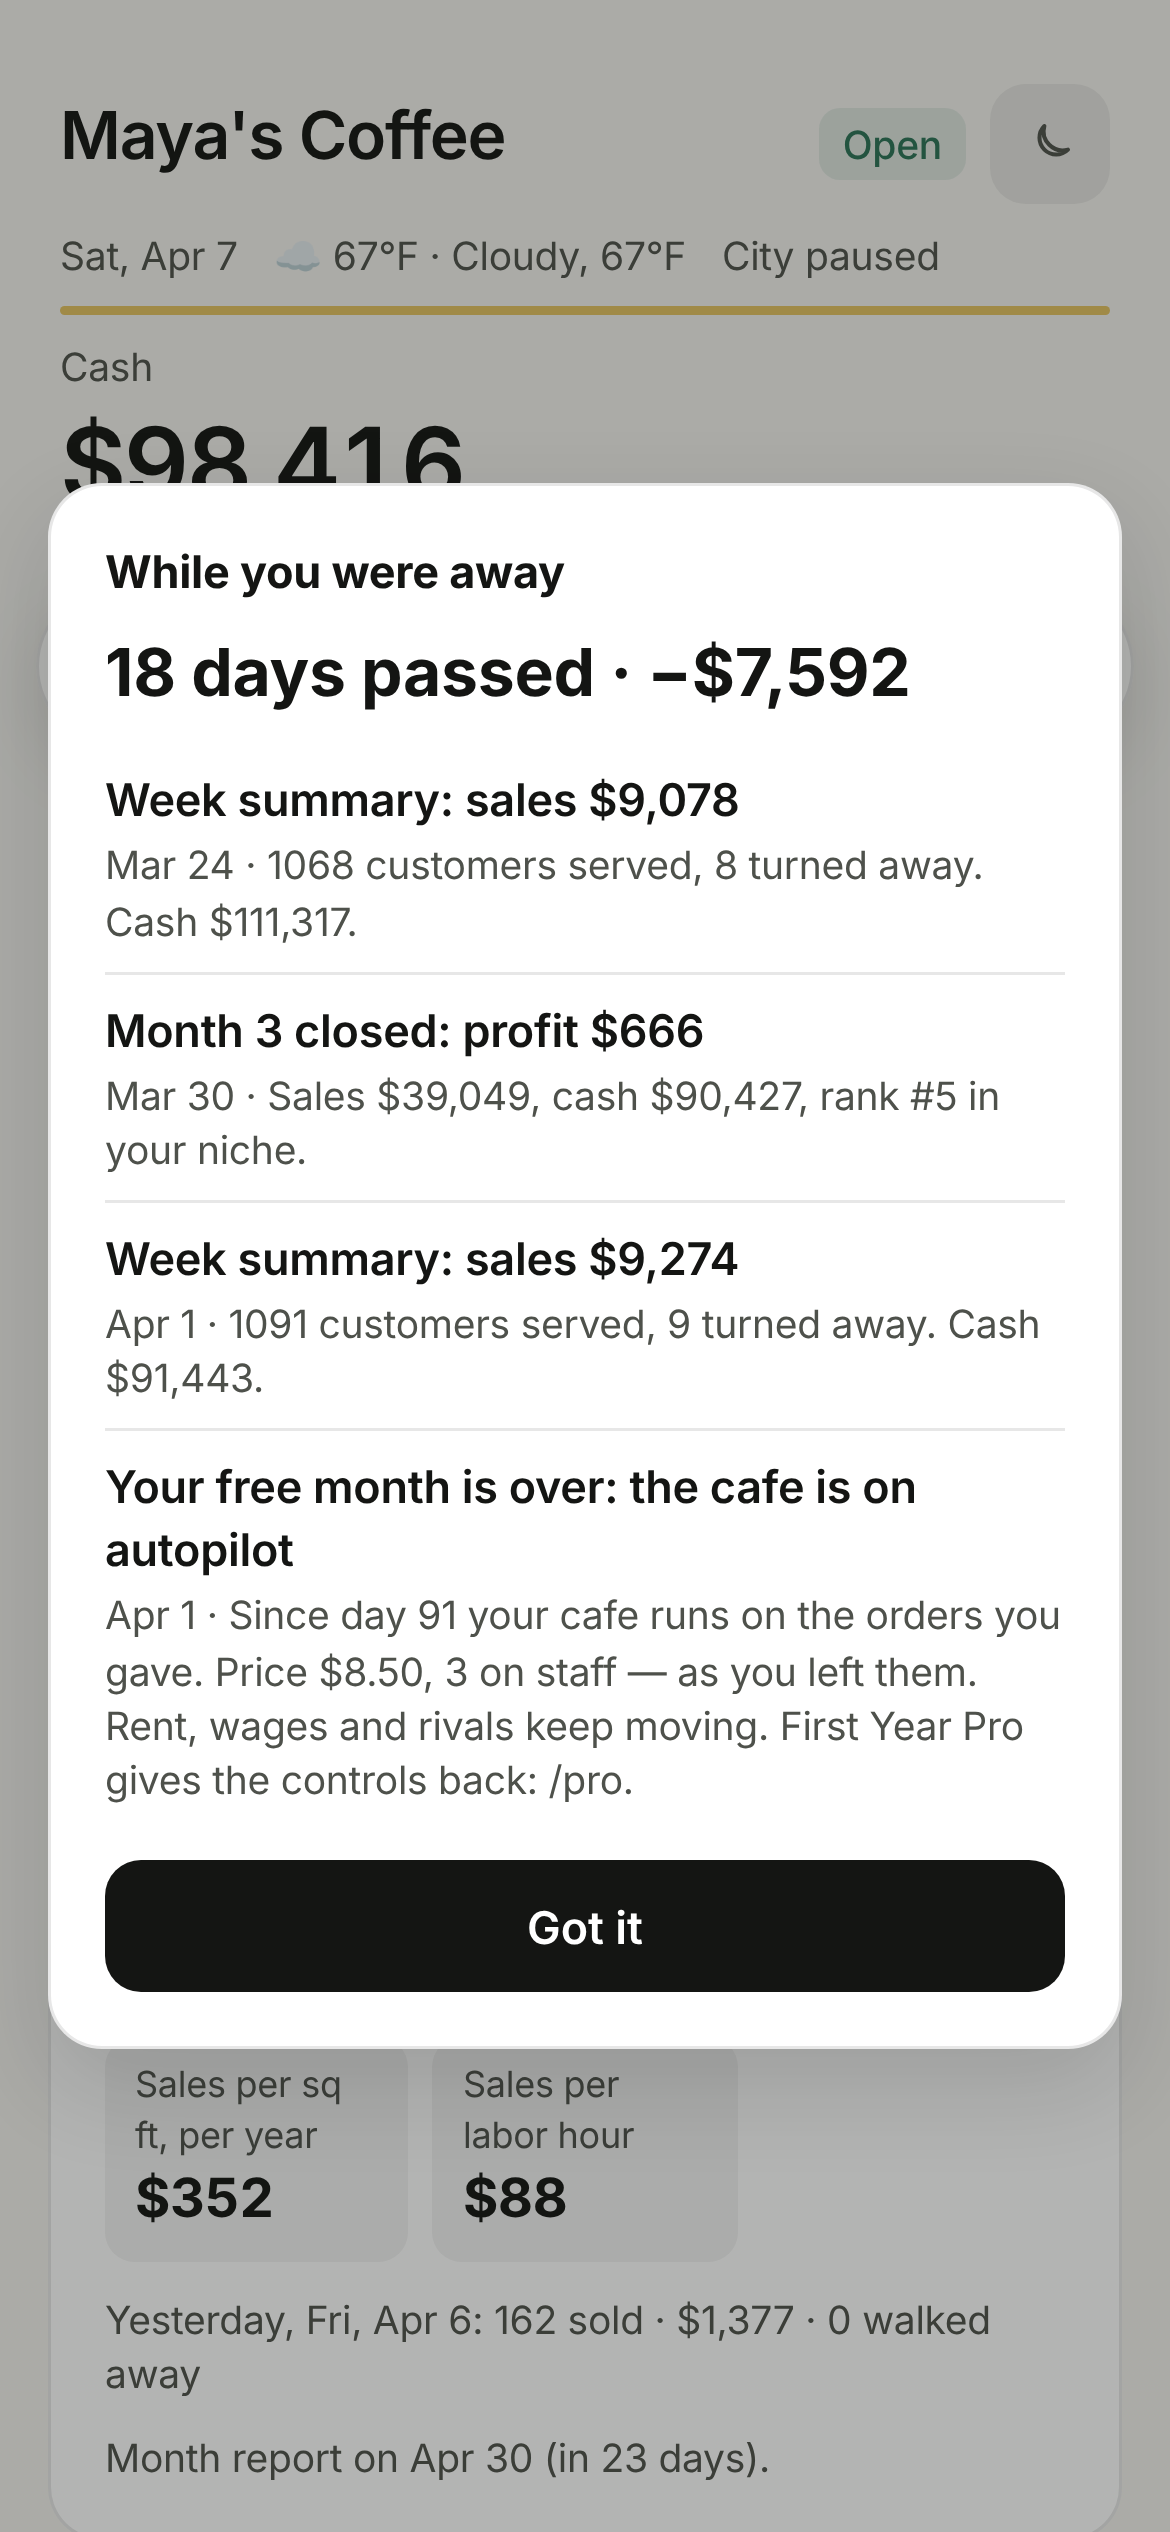 Maya's Coffee
Open
Sat, Apr 7 ☁️ 67°F · Cloudy, 67°F City paused
Cash
$98,416
While you were away
18 days passed · −$7,592
Week summary: sales $9,078
Mar 24 · 1068 customers served, 8 turned away.
Cash $111,317.
Month 3 closed: profit $666
Mar 30 · Sales $39,049, cash $90,427, rank #5 in
your niche.
Week summary: sales $9,274
Apr 1 · 1091 customers served, 9 turned away. Cash
$91,443.
Your free month is over: the cafe is on
autopilot
Apr 1 · Since day 91 your cafe runs on the orders you
gave. Price $8.50, 3 on staff — as you left them.
Rent, wages and rivals keep moving. First Year Pro
gives the controls back: /pro.
Got it
Sales per sq
ft, per year
$352
Sales per
labor hour
$88
Yesterday, Fri, Apr 6: 162 sold · $1,377 · 0 walked
away
Month report on Apr 30 (in 23 days).